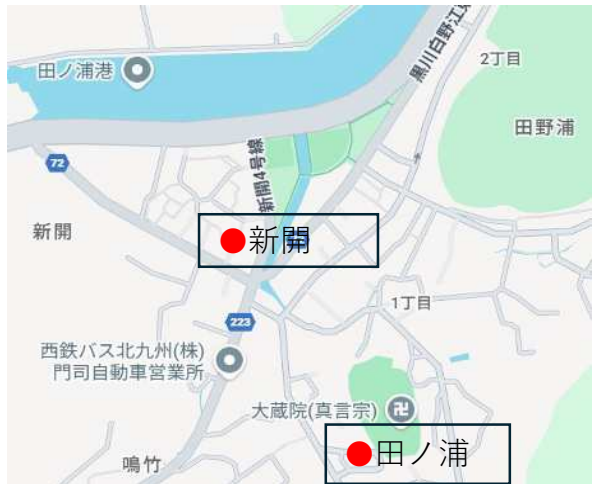 田ノ浦港
黒川白野江東
2丁目
田野浦
72
新開4号線
新開
●新開
1丁目
223
西鉄バス北九州(株)
門司自動車営業所
大蔵院(真言宗)
卍
●田ノ浦
鳴竹